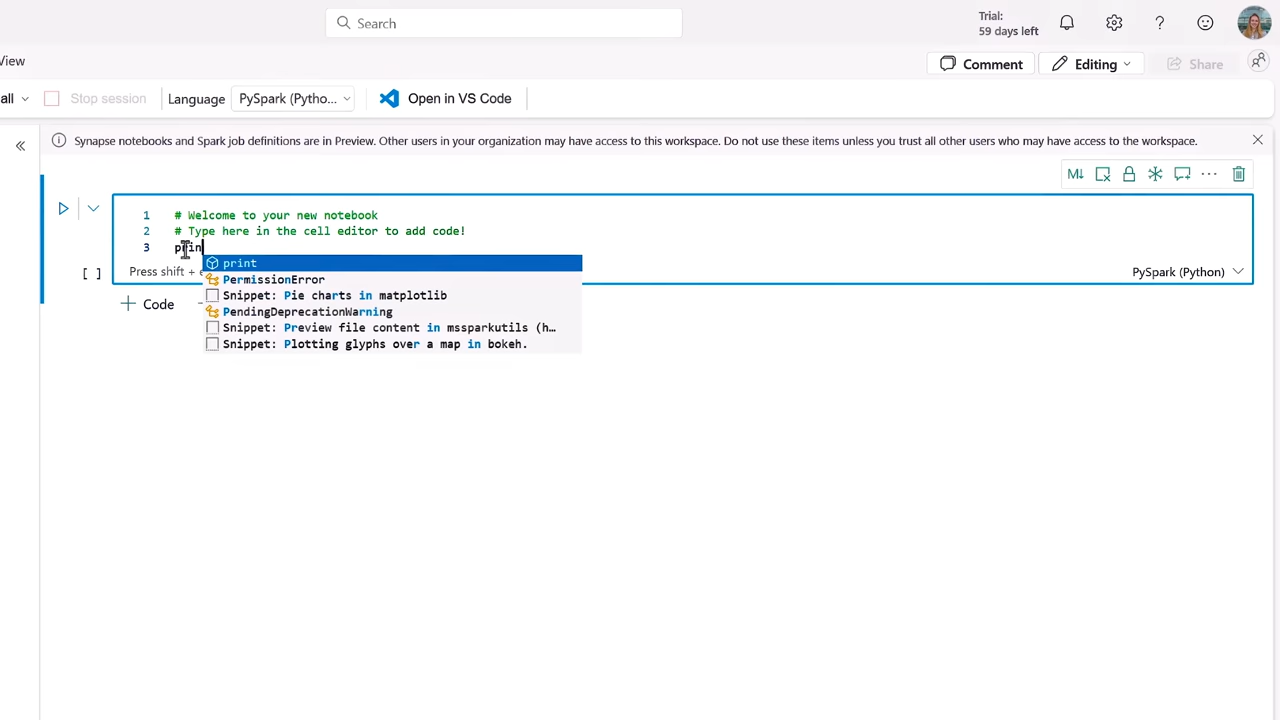 Search
Trial:
59 days left
View
Comment
Editing
Share
all
Stop session
Language
PySpark (Pytho...
Open in VS Code
Synapse notebooks and Spark job definitions are in Preview. Other users in your organization may have access to this workspace. Do not use these items unless you trust all other users who may have access to the workspace.
M↓
1 # Welcome to your new notebook
2 # Type here in the cell editor to add code!
3 prin
[ ]
Press shift +
PySpark (Python)
print
PermissionError
Snippet: Pie charts in matplotlib
PendingDeprecationWarning
Snippet: Preview file content in mssparkutils (h...
Snippet: Plotting glyphs over a map in bokeh.
+ Code